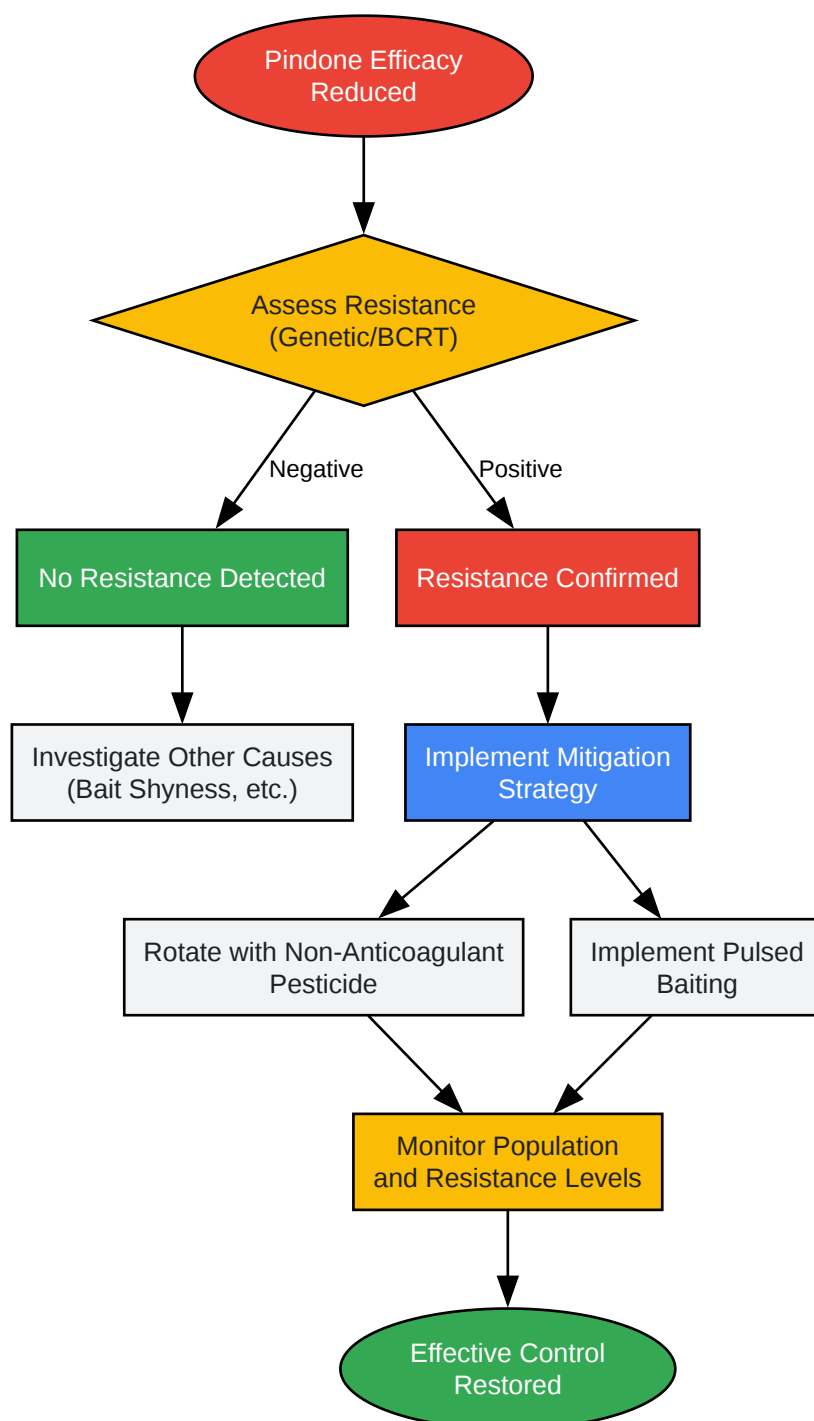 Pindone Efficacy
Reduced
Assess Resistance
(Genetic/BCRT)
Negative
Positive
No Resistance Detected
Resistance Confirmed
Investigate Other Causes
(Bait Shyness, etc.)
Implement Mitigation
Strategy
Rotate with Non-Anticoagulant
Pesticide
Implement Pulsed
Baiting
Monitor Population
and Resistance Levels
Effective Control
Restored